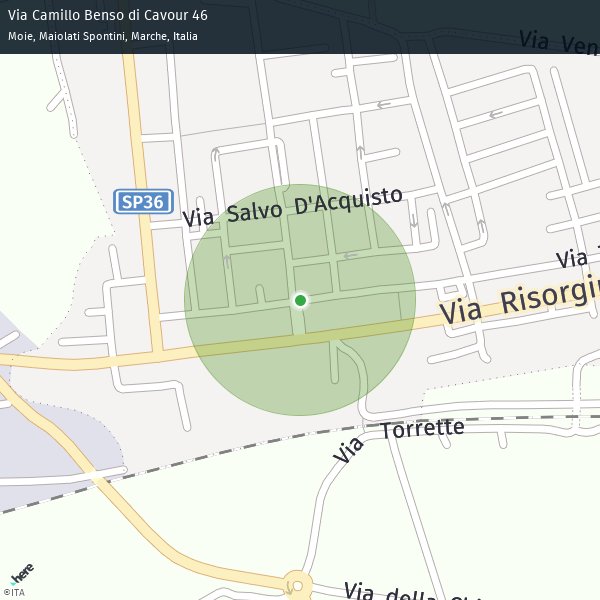 Via Camillo Benso di Cavour 46
Moie, Maiolati Spontini, Marche, Italia
Via Ven
SP36
Via Salvo D'Acquisto
Via
Via Risorgi
Via Torrette
Via della
here
©ITA